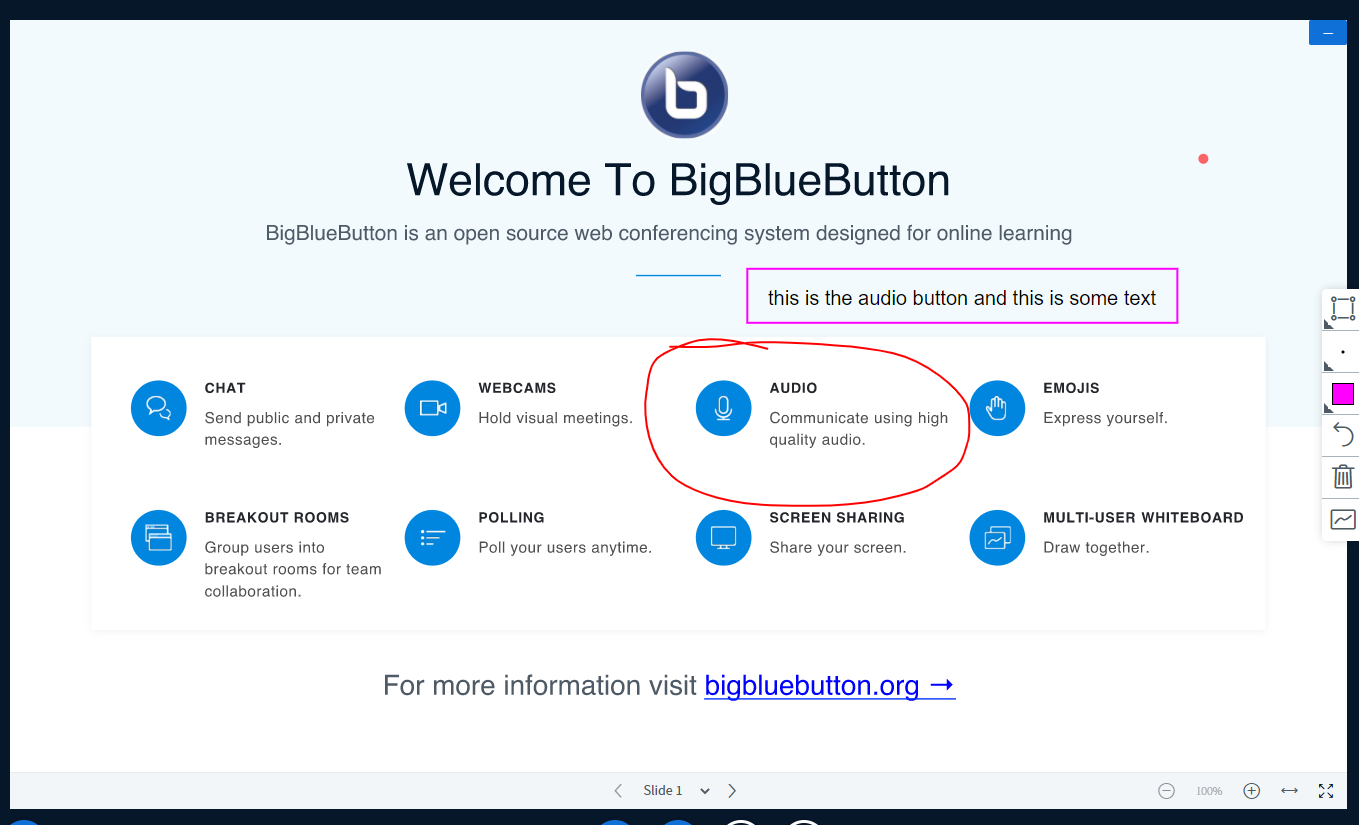 Welcome To BigBlueButton
BigBlueButton is an open source web conferencing system designed for online learning
this is the audio button and this is some text
CHAT
Send public and private
messages.
WEBCAMS
Hold visual meetings.
AUDIO
Communicate using high
quality audio.
EMOJIS
Express yourself.
BREAKOUT ROOMS
Group users into
breakout rooms for team
collaboration.
POLLING
Poll your users anytime.
SCREEN SHARING
Share your screen.
MULTI-USER WHITEBOARD
Draw together.
For more information visit bigbluebutton.org →
Slide 1
100%